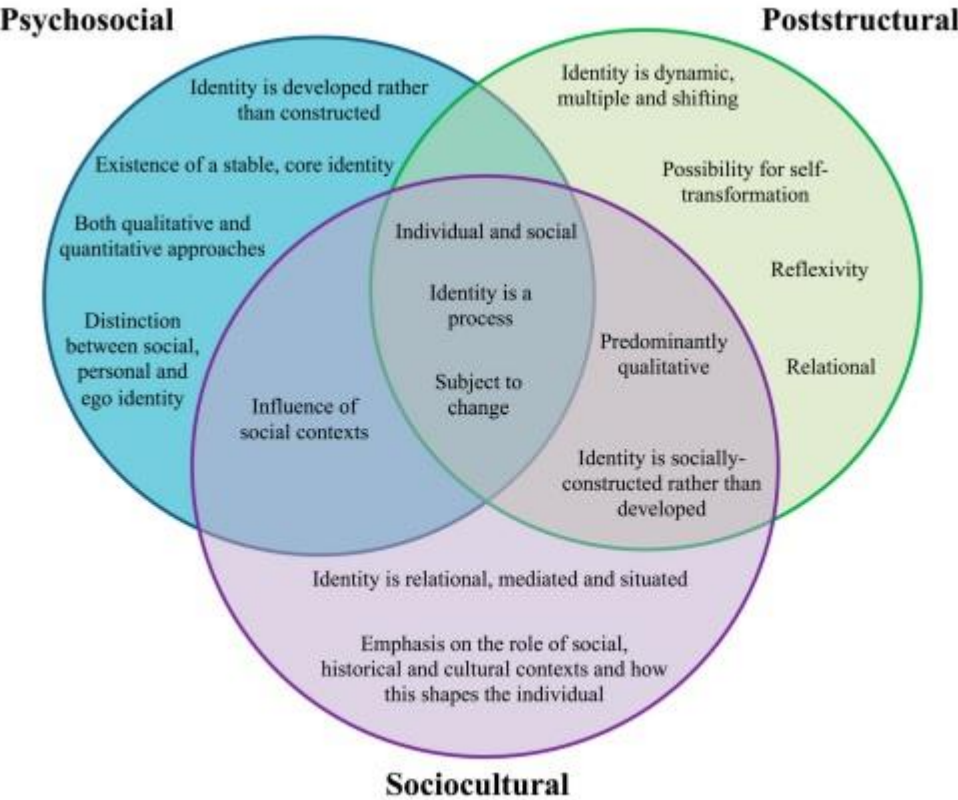 Psychosocial
Poststructural
Identity is developed rather
than constructed
Existence of a stable, core identity
Both qualitative and
quantitative approaches
Distinction
between social,
personal and
ego identity
Identity is dynamic,
multiple and shifting
Possibility for self-
transformation
Reflexivity
Relational
Individual and social
Identity is a
process
Subject to
change
Influence of
social contexts
Predominantly
qualitative
Identity is socially-
constructed rather than
developed
Identity is relational, mediated and situated
Emphasis on the role of social,
historical and cultural contexts and how
this shapes the individual
Sociocultural